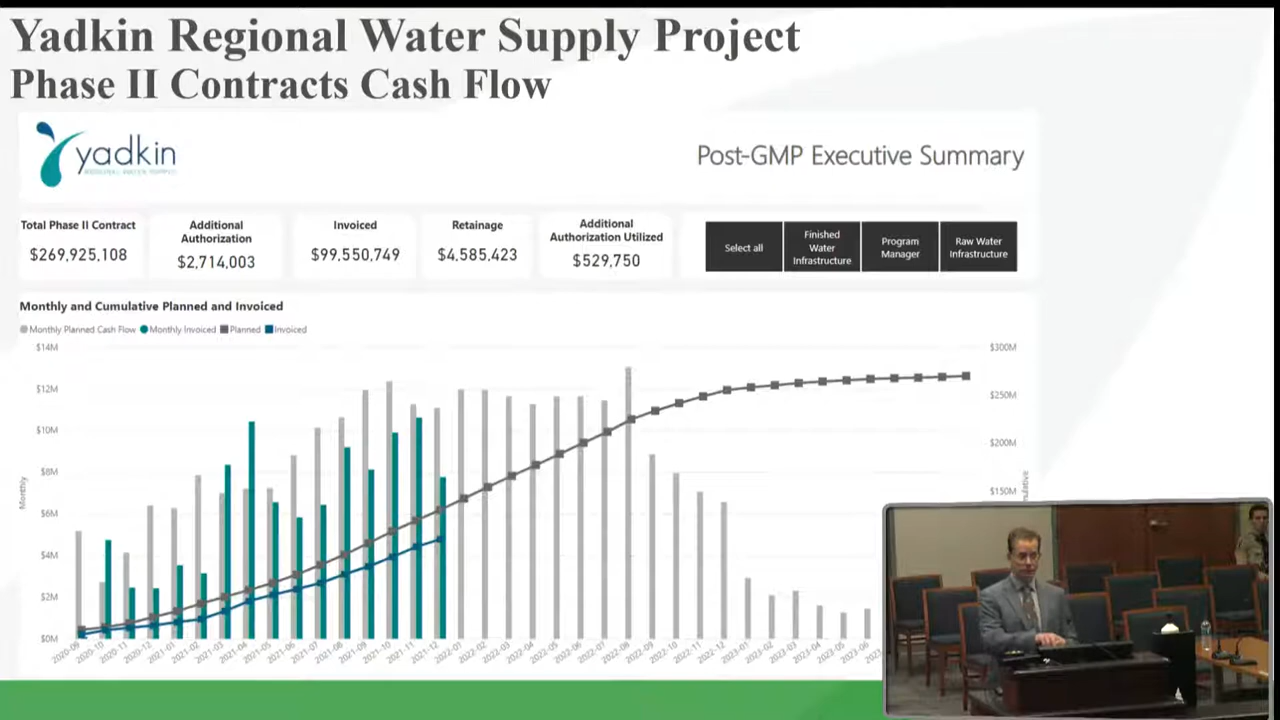 Yadkin Regional Water Supply Project
Phase II Contracts Cash Flow
yadkin
REGIONAL WATER SUPPLY
Post-GMP Executive Summary
Total Phase II Contract
$269,925,108
Additional
Authorization
$2,714,003
Invoiced
$99,550,749
Retainage
$4,585,423
Additional
Authorization Utilized
$529,750
Select all
Finished
Water
Infrastructure
Program
Manager
Raw Water
Infrastructure
Monthly and Cumulative Planned and Invoiced
Monthly Planned Cash Flow Monthly Invoiced Planned Invoiced
$14M
$12M
$10M
$8M
$6M
$4M
$2M
$0M
Monthly
$300M
$250M
$200M
$150M
2020-09
2020-10
2020-11
2020-12
2021-01
2021-02
2021-03
2021-04
2021-05
2021-06
2021-07
2021-08
2021-09
2021-10
2021-11
2021-12
2022-01
2022-02
2022-03
2022-04
2022-05
2022-06
2022-07
2022-08
2022-09
2022-10
2022-11
2022-12
2023-01
2023-02
2023-03
2023-04
2023-05
2023-06